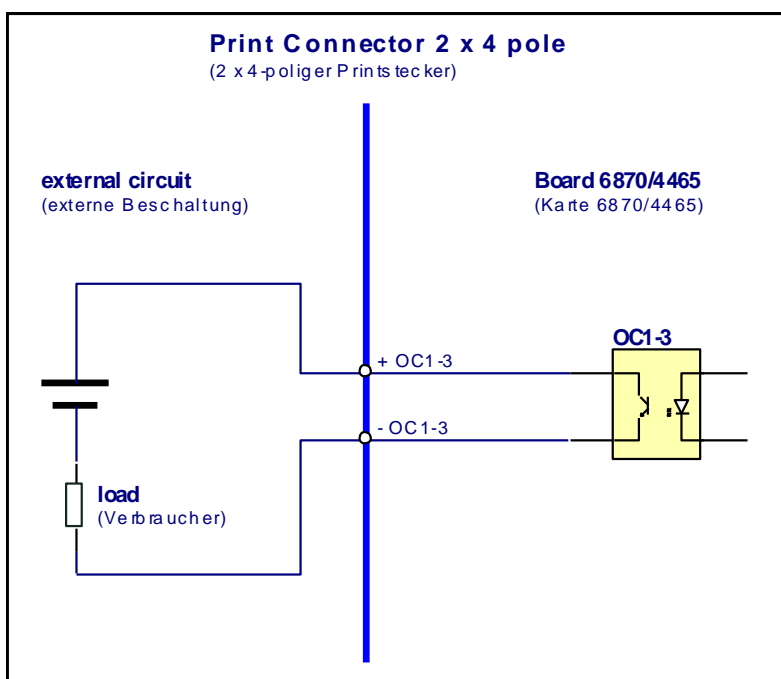 Print Connector 2 x 4 pole
(2 x 4-poliger Printstecker)
external circuit
(externe Beschaltung)
Board 6870/4465
(Karte 6870/4465)
OC1-3
+ OC1-3
- OC1-3
load
(Verbraucher)